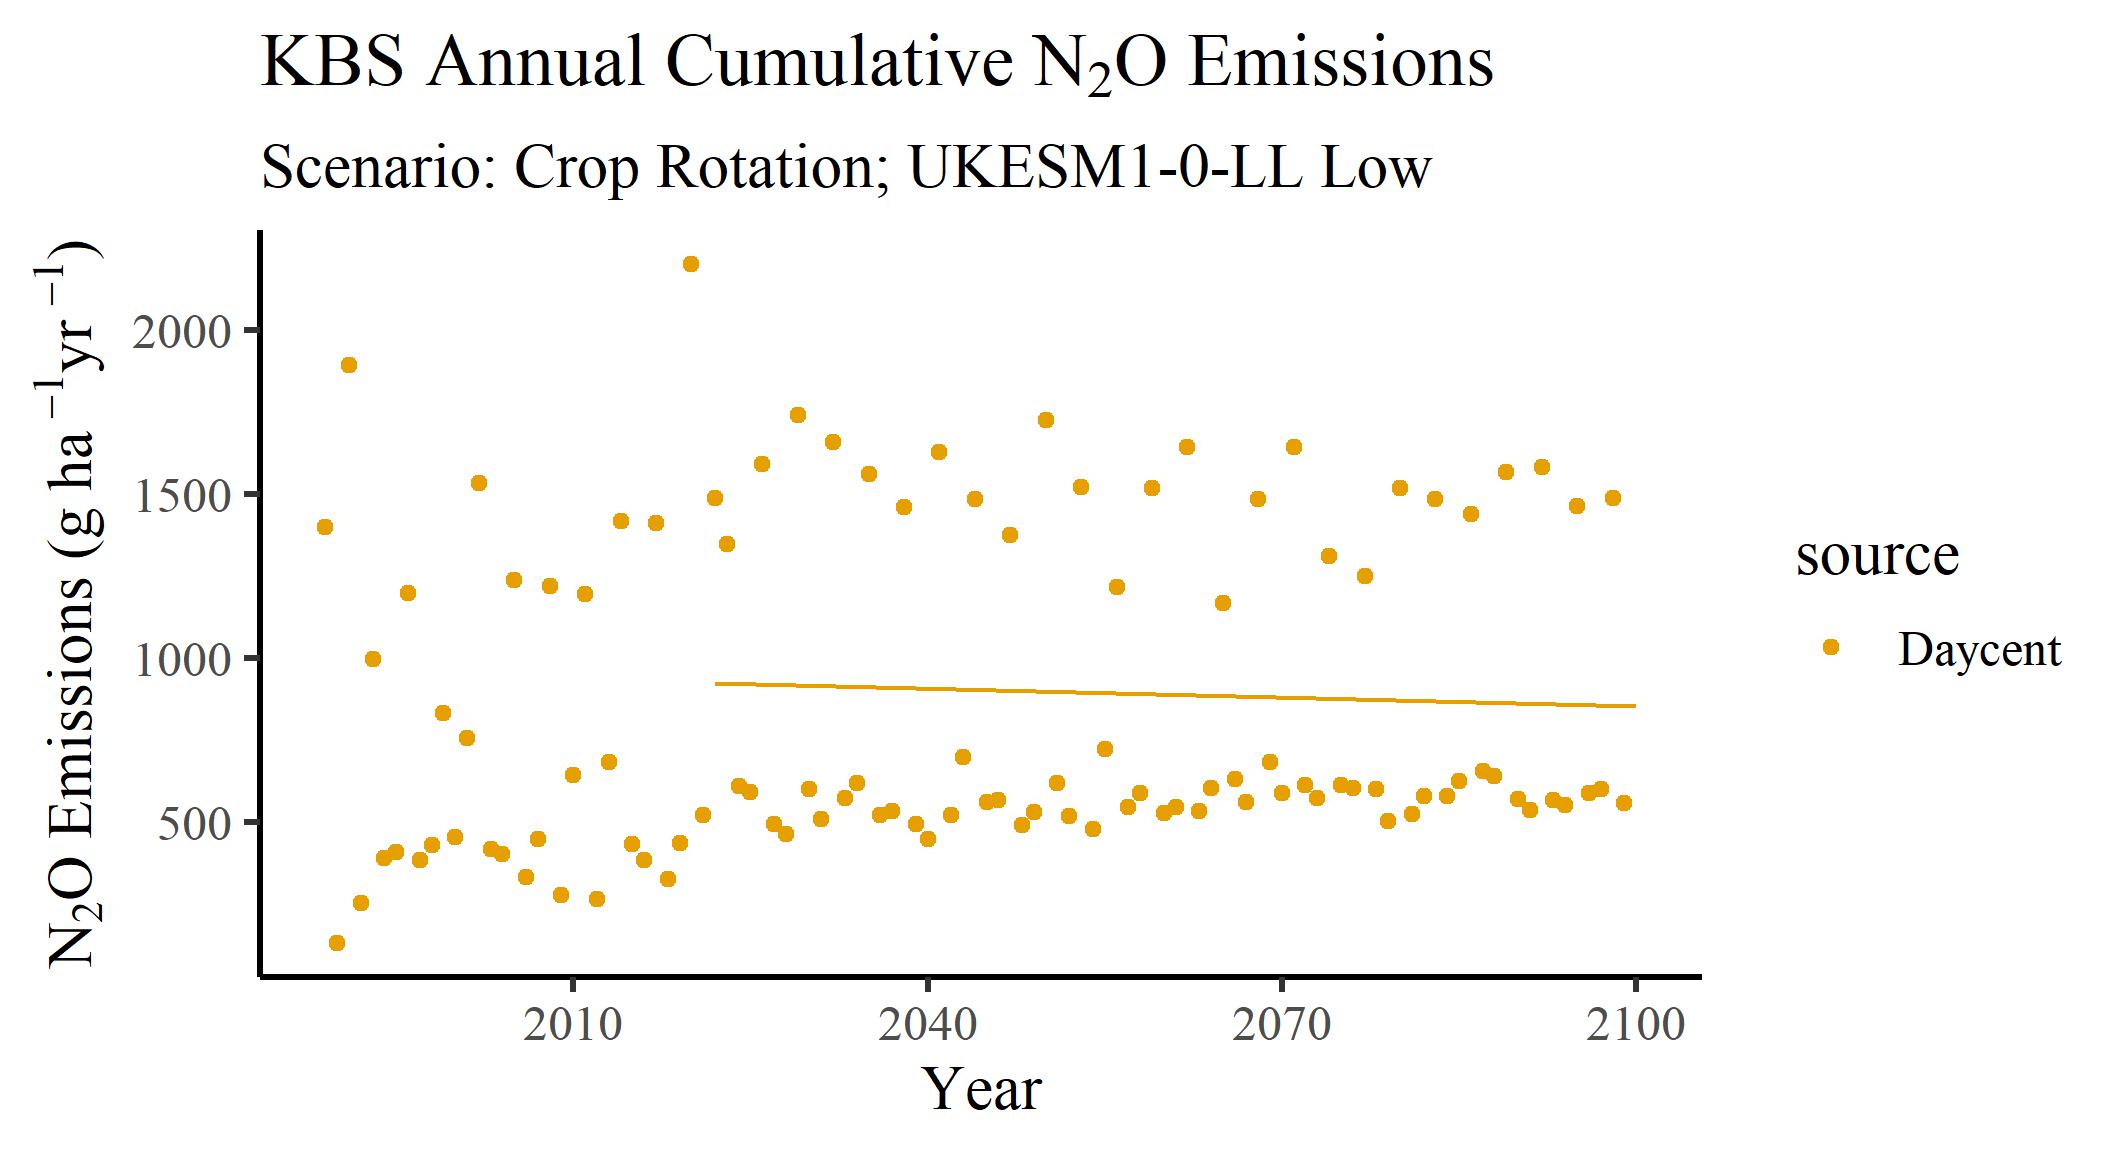 KBS Annual Cumulative N₂O Emissions
Scenario: Crop Rotation; UKESM1-0-LL Low
N₂O Emissions (g ha⁻¹yr⁻¹)
2000
1500
1000
500
2010 2040 2070 2100
Year
source
Daycent